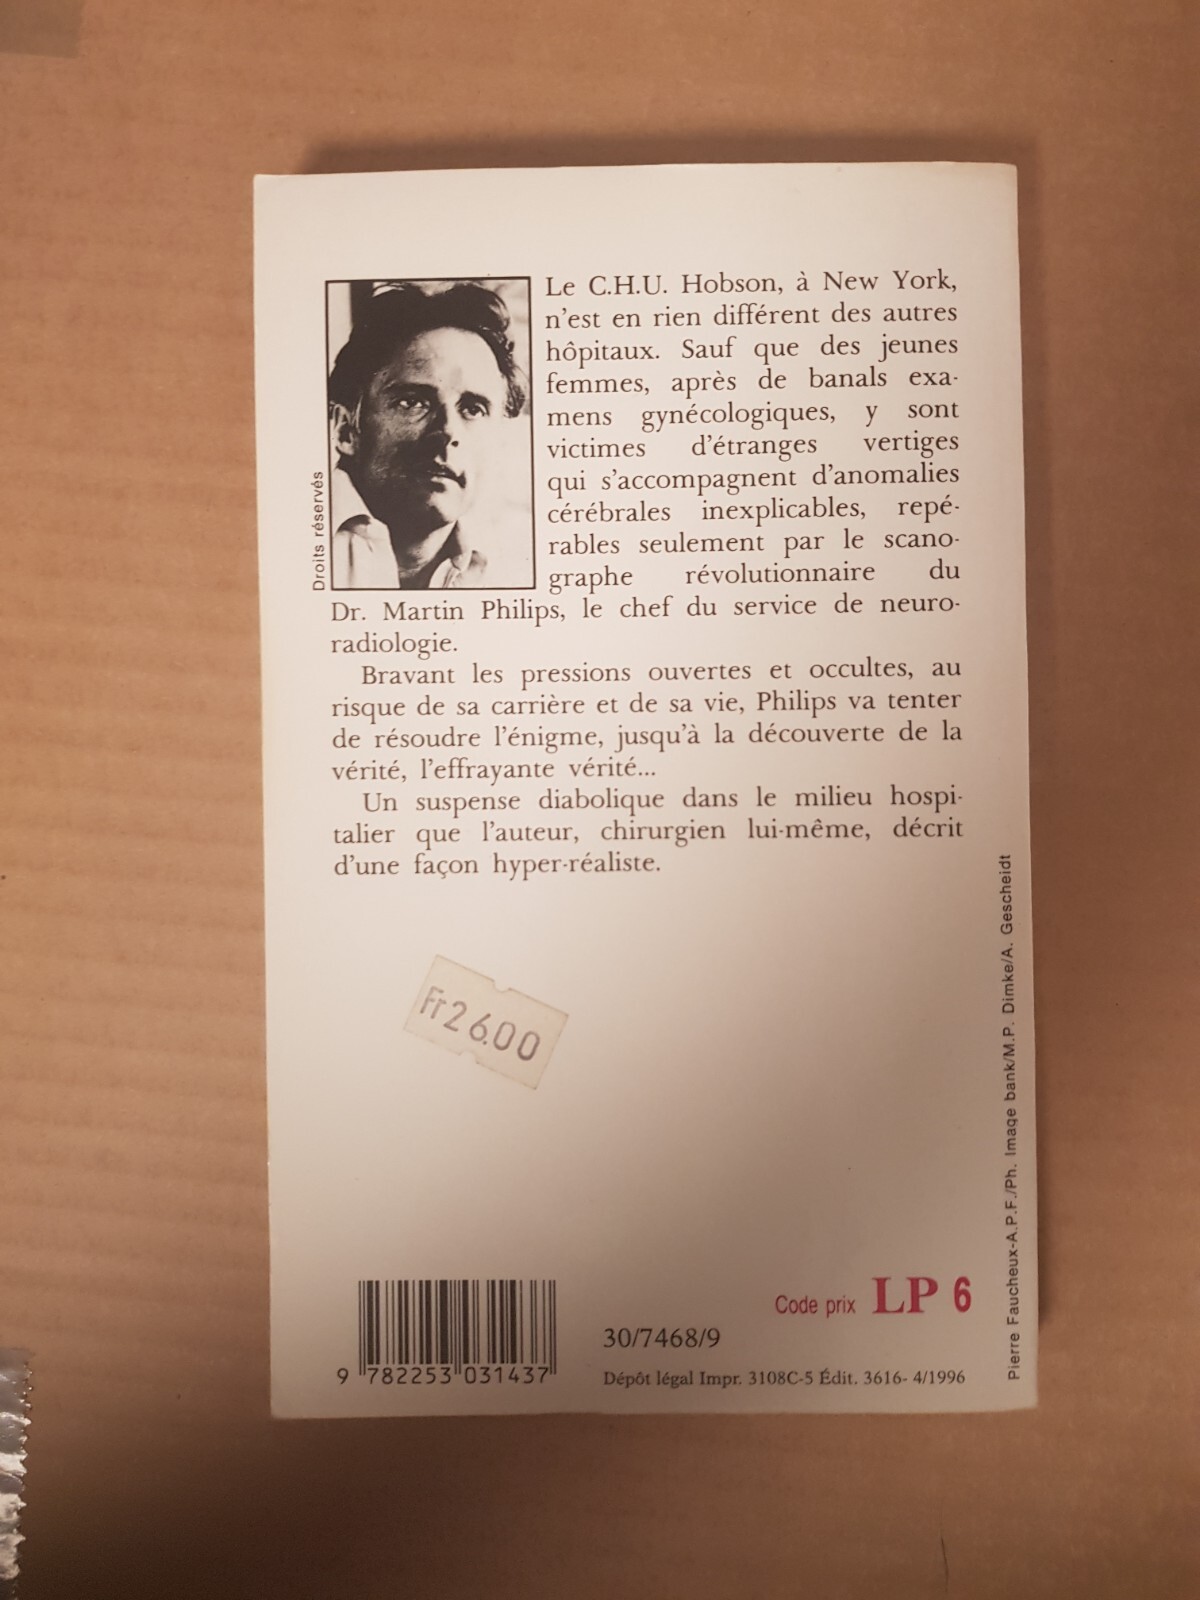 Le C.H.U. Hobson, à New York,
n'est en rien différent des autres
hôpitaux. Sauf que des jeunes
femmes, après de banals exa-
mens gynécologiques, y sont
victimes d'étranges vertiges
qui s'accompagnent d'anomalies
cérébrales inexplicables, repé-
rables seulement par le scano-
graphe révolutionnaire du
Dr. Martin Philips, le chef du service de neuro-
radiologie.
Bravant les pressions ouvertes et occultes, au
risque de sa carrière et de sa vie, Philips va tenter
de résoudre l'énigme, jusqu'à la découverte de la
vérité, l'effrayante vérité...
Un suspense diabolique dans le milieu hospi-
talier que l'auteur, chirurgien lui-même, décrit
d'une façon hyper-réaliste.
Droits réservés
Fr 26.00
Pierre Faucheux-A.P.F./Ph. Image bank/M.P. Dimke/A. Gescheidt
Code prix LP 6
30/7468/9
9 782253 031437
Dépôt légal Impr. 3108C-5 Édit. 3616- 4/1996